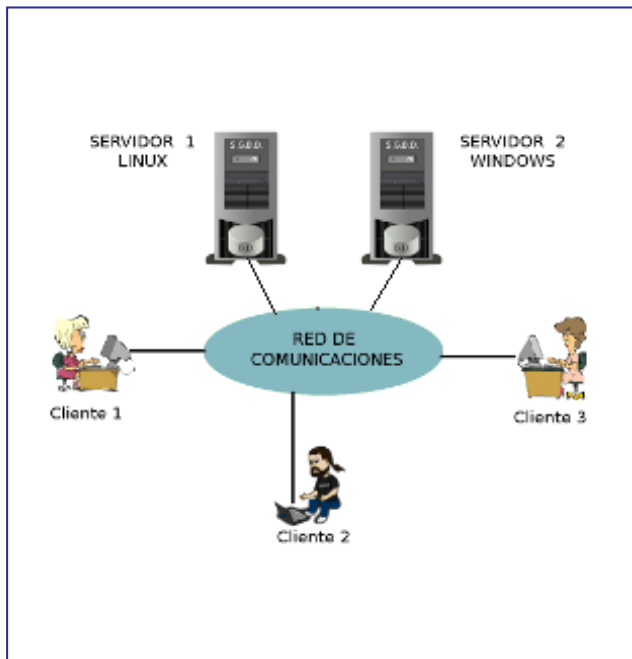 SERVIDOR 1
LINUX
S.G.B.D.
S.G.B.D.
SERVIDOR 2
WINDOWS
RED DE
COMUNICACIONES
Cliente 1
Cliente 3
Cliente 2